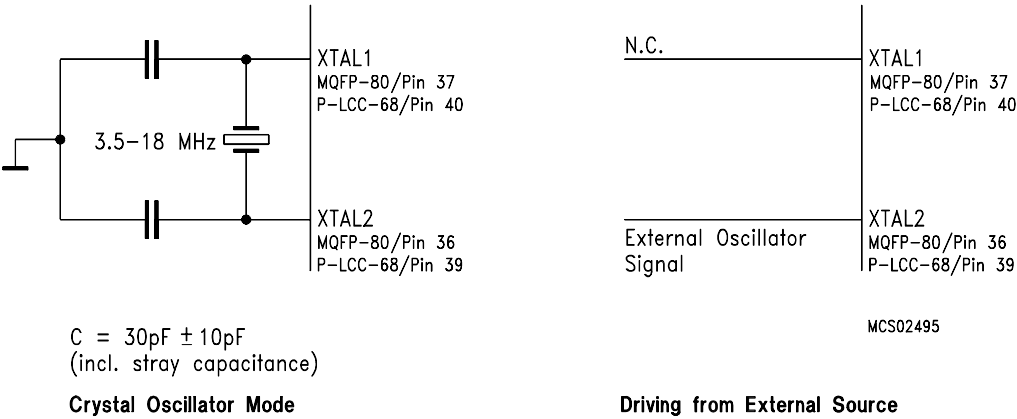 XTAL1
MQFP-80/Pin 37
P-LCC-68/Pin 40
3.5-18 MHz
XTAL2
MQFP-80/Pin 36
P-LCC-68/Pin 39
C = 30pF ± 10pF
(incl. stray capacitance)
Crystal Oscillator Mode
N.C.
XTAL1
MQFP-80/Pin 37
P-LCC-68/Pin 40
External Oscillator
Signal
XTAL2
MQFP-80/Pin 36
P-LCC-68/Pin 39
MCS02495
Driving from External Source